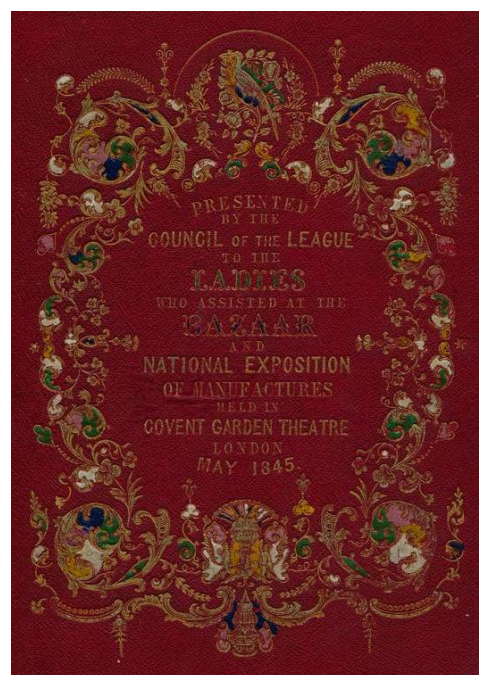 PRESENTED
BY THE
COUNCIL OF THE LEAGUE
TO THE
LADIES
WHO ASSISTED AT THE
BAZAAR
AND
NATIONAL EXPOSITION
OF MANUFACTURES
HELD IN
COVENT GARDEN THEATRE
LONDON
MAY 1845.